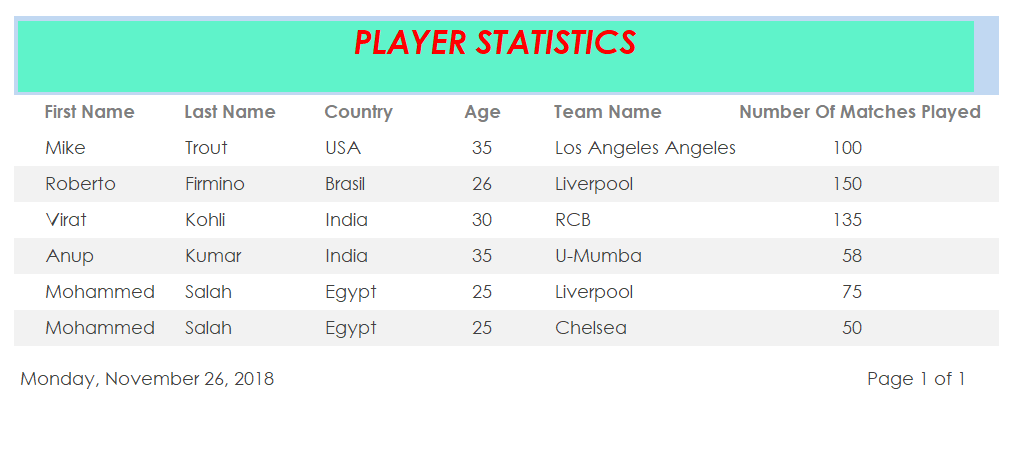 PLAYER STATISTICS
First Name Last Name Country Age Team Name Number Of Matches Played
Mike Trout USA 35 Los Angeles Angeles 100
Roberto Firmino Brasil 26 Liverpool 150
Virat Kohli India 30 RCB 135
Anup Kumar India 35 U-Mumba 58
Mohammed Salah Egypt 25 Liverpool 75
Mohammed Salah Egypt 25 Chelsea 50
Monday, November 26, 2018 Page 1 of 1